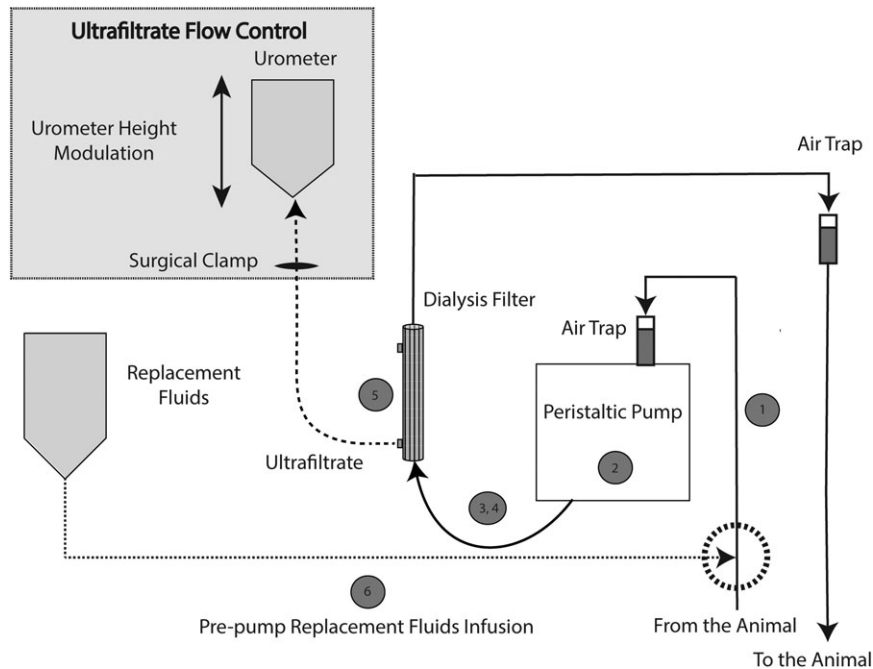 Ultrafiltrate Flow Control
Urometer
Urometer Height
Modulation
Surgical Clamp
Air Trap
Dialysis Filter
Air Trap
Replacement
Fluids
5
Peristaltic Pump
1
Ultrafiltrate
2
3, 4
6
Pre-pump Replacement Fluids Infusion
From the Animal
To the Animal